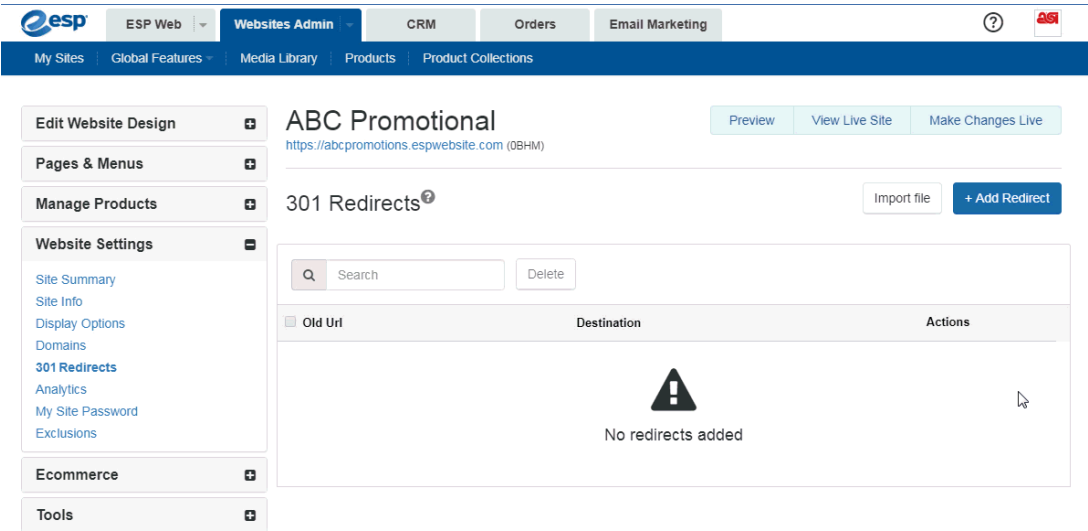 esp ESP Web Websites Admin CRM Orders Email Marketing ? asi
My Sites Global Features Media Library Products Product Collections
Edit Website Design
Pages & Menus
Manage Products
Website Settings
Site Summary
Site Info
Display Options
Domains
301 Redirects
Analytics
My Site Password
Exclusions
Ecommerce
Tools
ABC Promotional
https://abcpromotions.espwebsite.com (0BHM)
Preview View Live Site Make Changes Live
301 Redirects ?
Import file + Add Redirect
Search Delete
Old Url Destination Actions
No redirects added